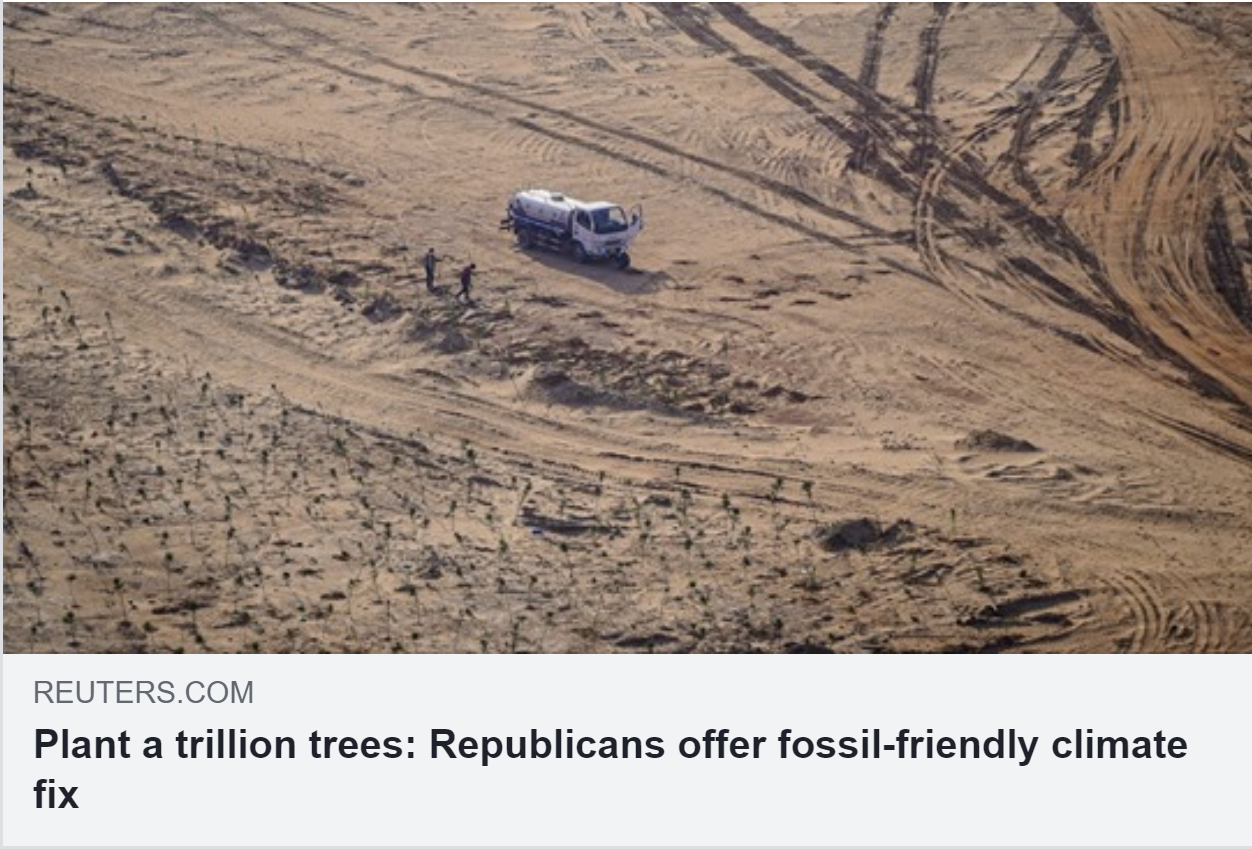 REUTERS.COM
Plant a trillion trees: Republicans offer fossil-friendly climate
fix